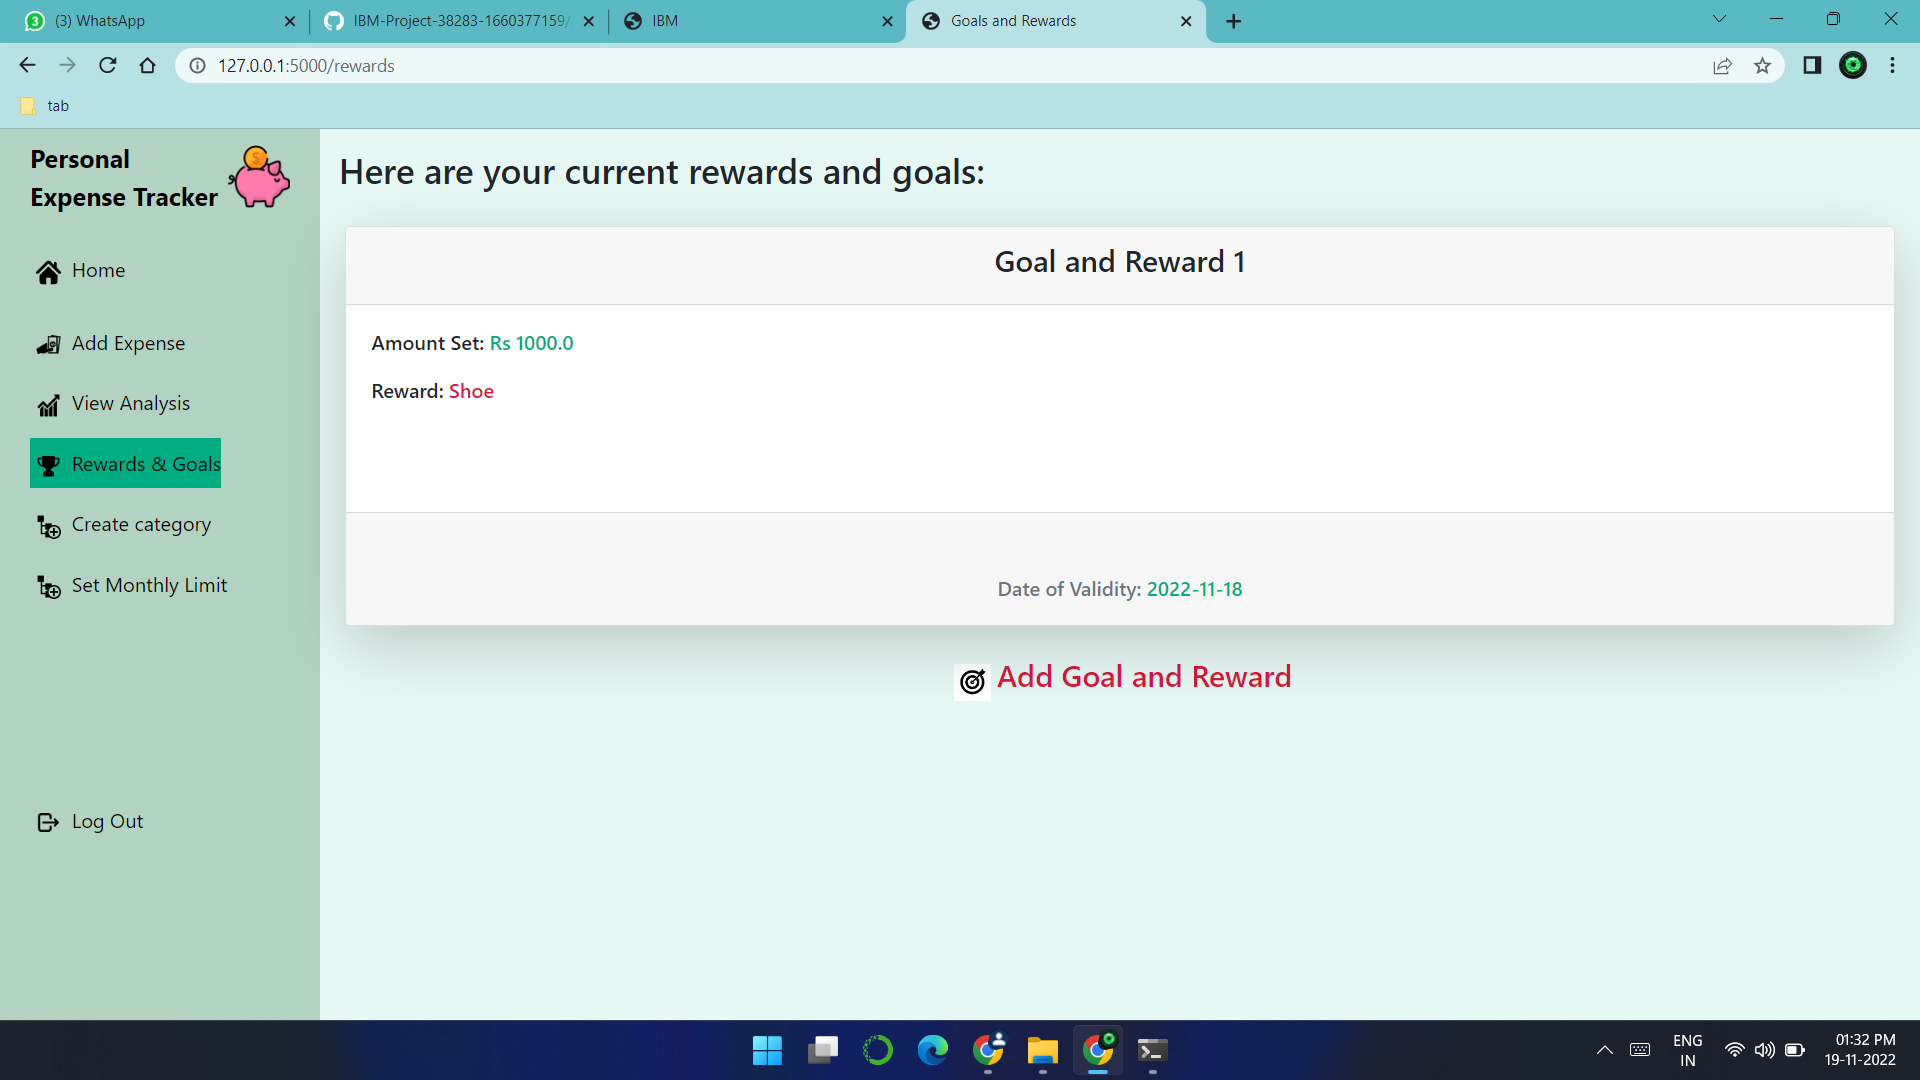 (3) WhatsApp
IBM-Project-38283-1660377159/
IBM
Goals and Rewards
127.0.0.1:5000/rewards
tab
Personal
Expense Tracker
Home
Add Expense
View Analysis
Rewards & Goals
Create category
Set Monthly Limit
Log Out
Here are your current rewards and goals:
Goal and Reward 1
Amount Set: Rs 1000.0
Reward: Shoe
Date of Validity: 2022-11-18
Add Goal and Reward
ENG
IN
01:32 PM
19-11-2022